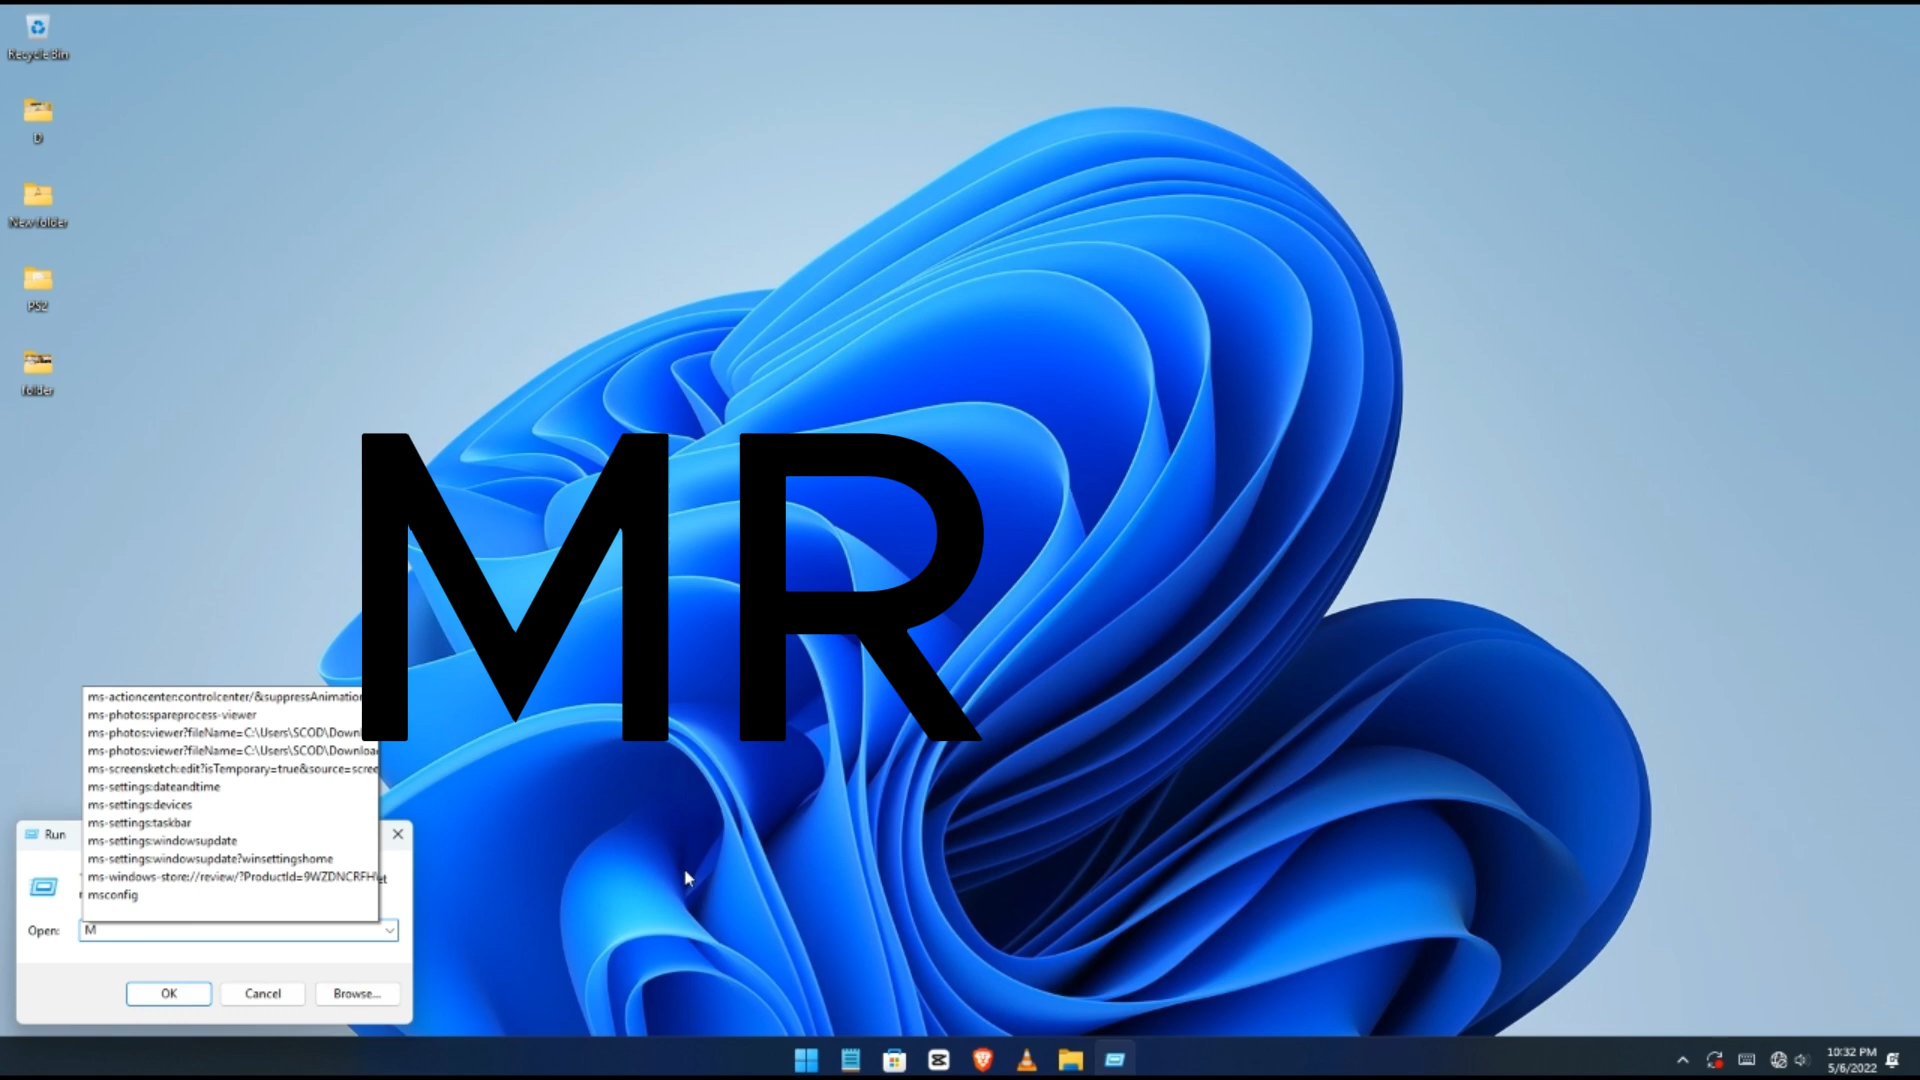 Recycle Bin
D
New folder
PS2
folder
MR
ms-actioncenter:controlcenter/&suppressAnimation
ms-photos:spareprocess-viewer
ms-photos:viewer?fileName=C:\Users\SCOD\Downl
ms-photos:viewer?fileName=C:\Users\SCOD\Downloa
ms-screensketch:edit?isTemporary=true&source=scree
ms-settings:dateandtime
ms-settings:devices
ms-settings:taskbar
ms-settings:windowsupdate
ms-settings:windowsupdate?winsettingshome
ms-windows-store://review/?ProductId=9WZDNCRFH
msconfig
Run
Open: M
OK Cancel Browse...
10:32 PM
5/6/2022